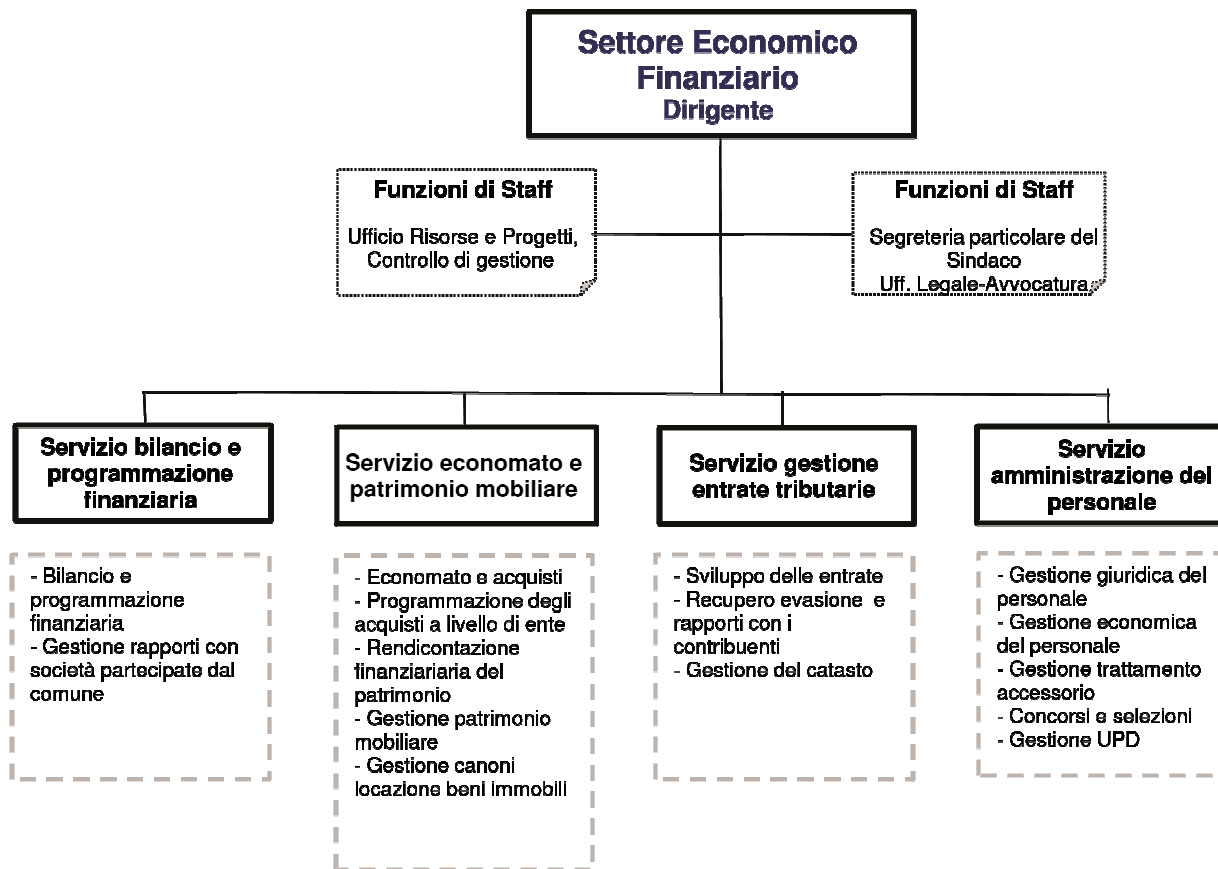 Settore Economico
Finanziario
Dirigente
Funzioni di Staff
Ufficio Risorse e Progetti,
Controllo di gestione
Funzioni di Staff
Segreteria particolare del
Sindaco
Uff. Legale-Avvocatura
Servizio bilancio e
programmazione
finanziaria
Servizio economato e
patrimonio mobiliare
Servizio gestione
entrate tributarie
Servizio
amministrazione del
personale
- Bilancio e
programmazione
finanziaria
- Gestione rapporti con
società partecipate dal
comune
- Economato e acquisti
- Programmazione degli
acquisti a livello di ente
- Rendicontazione
finanziariaria del
patrimonio
- Gestione patrimonio
mobiliare
- Gestione canoni
locazione beni immobili
- Sviluppo delle entrate
- Recupero evasione e
rapporti con i
contribuenti
- Gestione del catasto
- Gestione giuridica del
personale
- Gestione economica
del personale
- Gestione trattamento
accessorio
- Concorsi e selezioni
- Gestione UPD